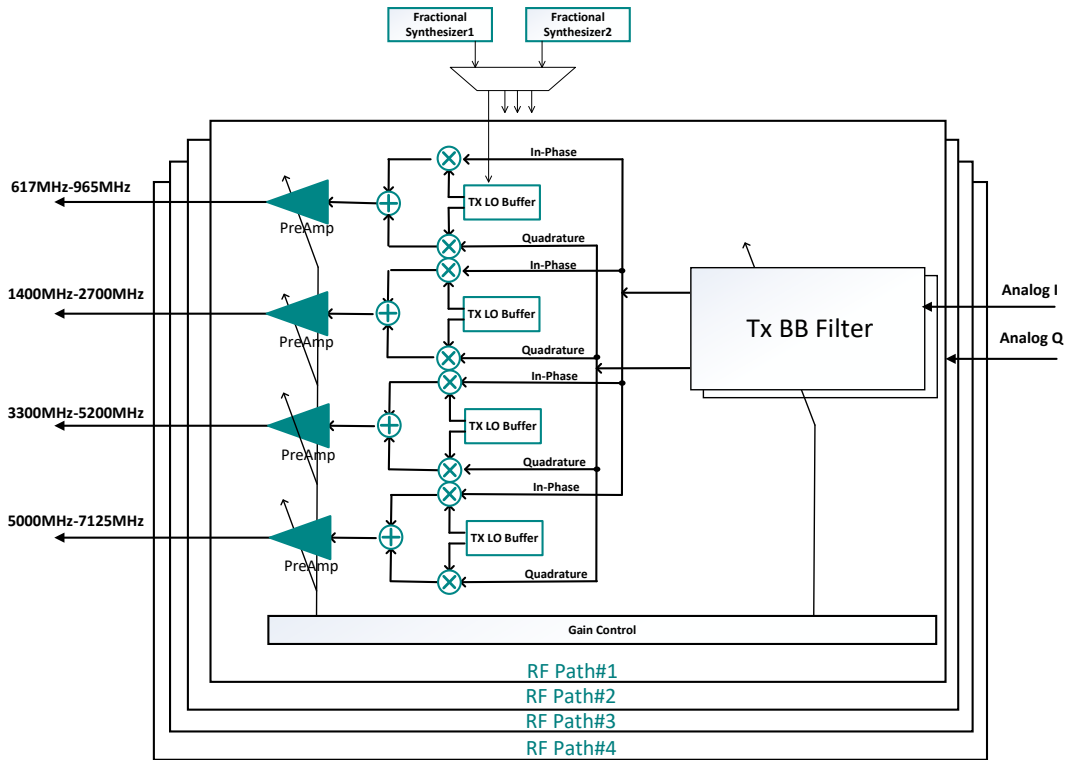 Fractional
Synthesizer1
Fractional
Synthesizer2
617MHz-965MHz
PreAmp
In-Phase
TX LO Buffer
Quadrature
1400MHz-2700MHz
PreAmp
In-Phase
TX LO Buffer
Quadrature
Tx BB Filter
Analog I
Analog Q
3300MHz-5200MHz
PreAmp
In-Phase
TX LO Buffer
Quadrature
5000MHz-7125MHz
PreAmp
In-Phase
TX LO Buffer
Quadrature
Gain Control
RF Path#1
RF Path#2
RF Path#3
RF Path#4